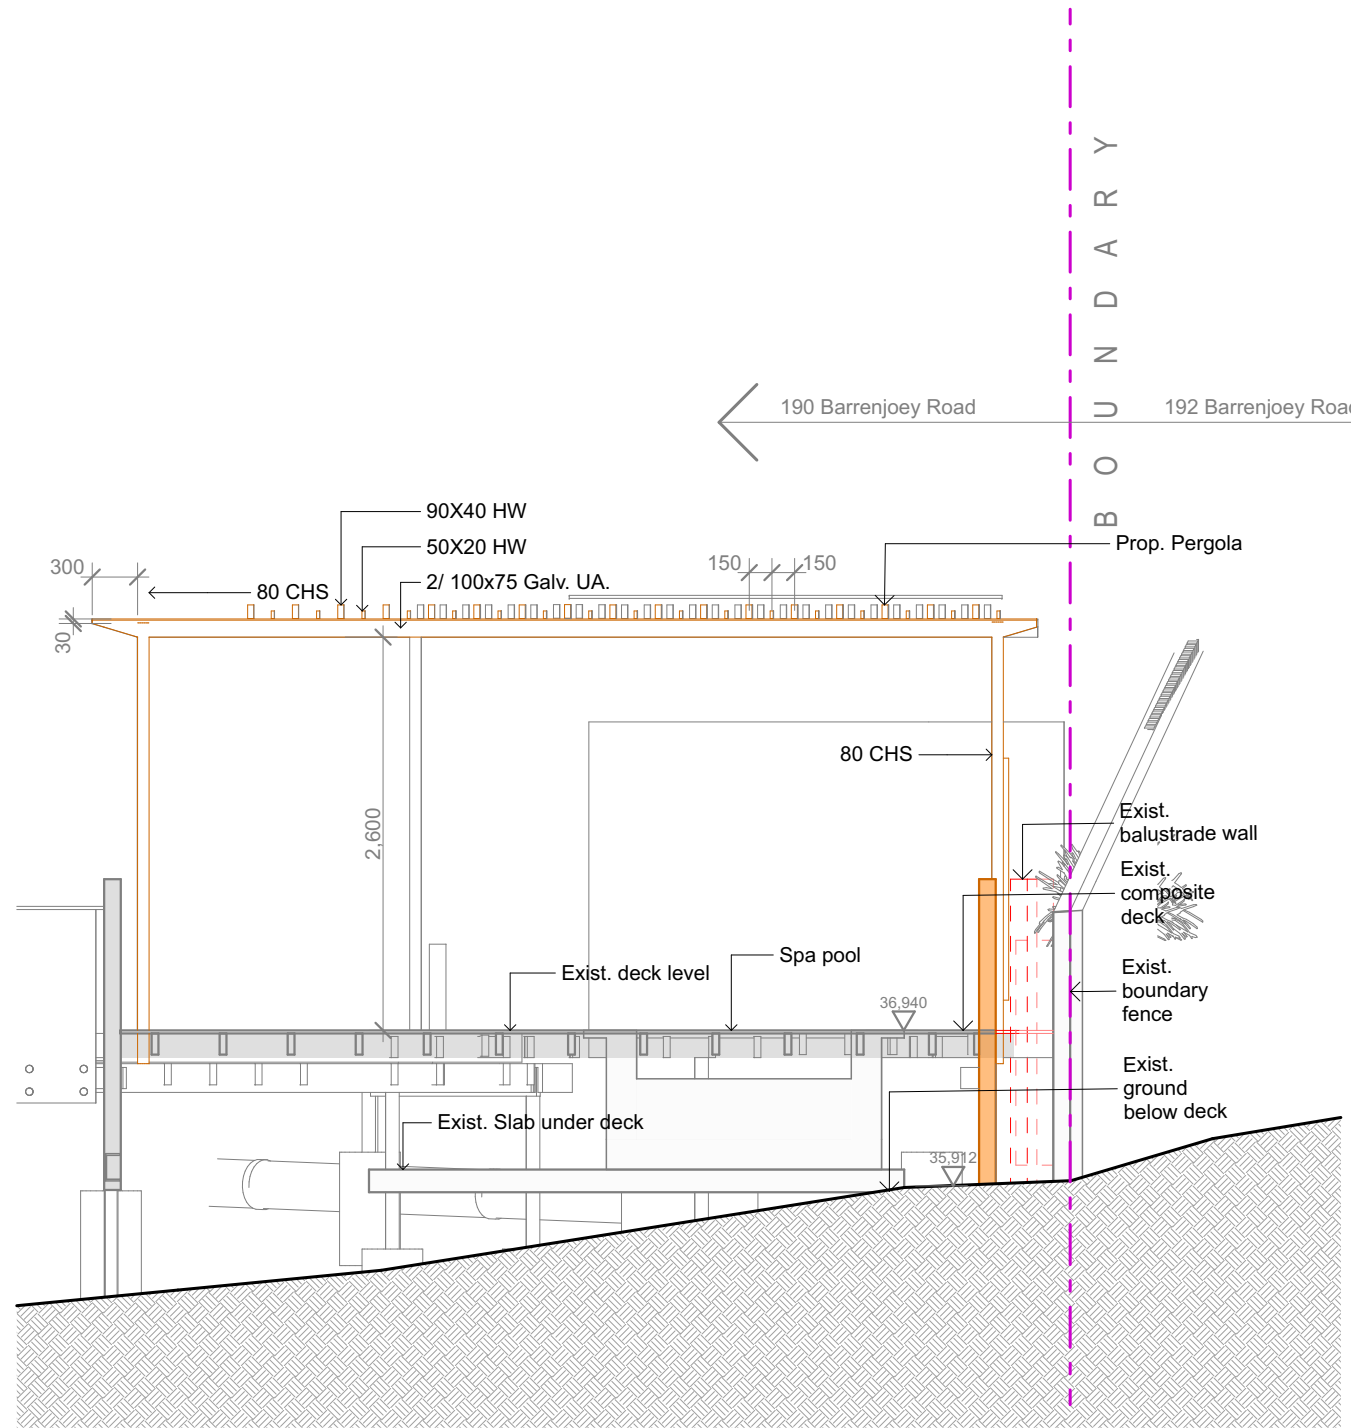 BOUNDARY
190 Barrenjoey Road
192 Barrenjoey Road
90X40 HW
50X20 HW
2/ 100x75 Galv. UA.
150
150
Prop. Pergola
300
80 CHS
30
2,600
80 CHS
Exist.
balustrade wall
Exist.
composite
deck
Spa pool
Exist. deck level
36,940
Exist.
boundary
fence
Exist.
ground
below deck
Exist. Slab under deck
35,912